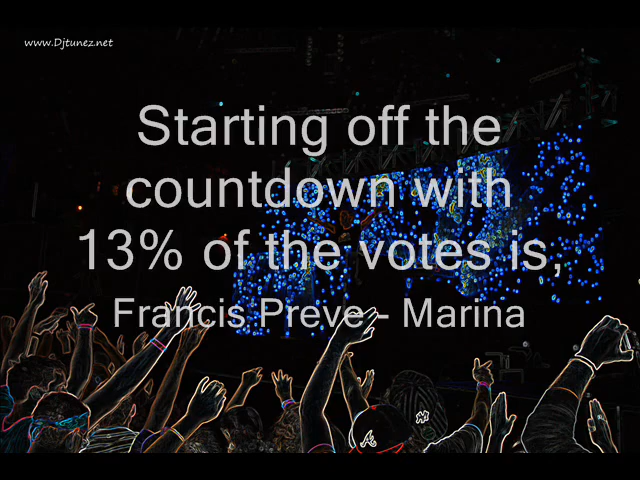 www.Djtunez.net
Starting off the
countdown with
13% of the votes is,
Francis Preve - Marina